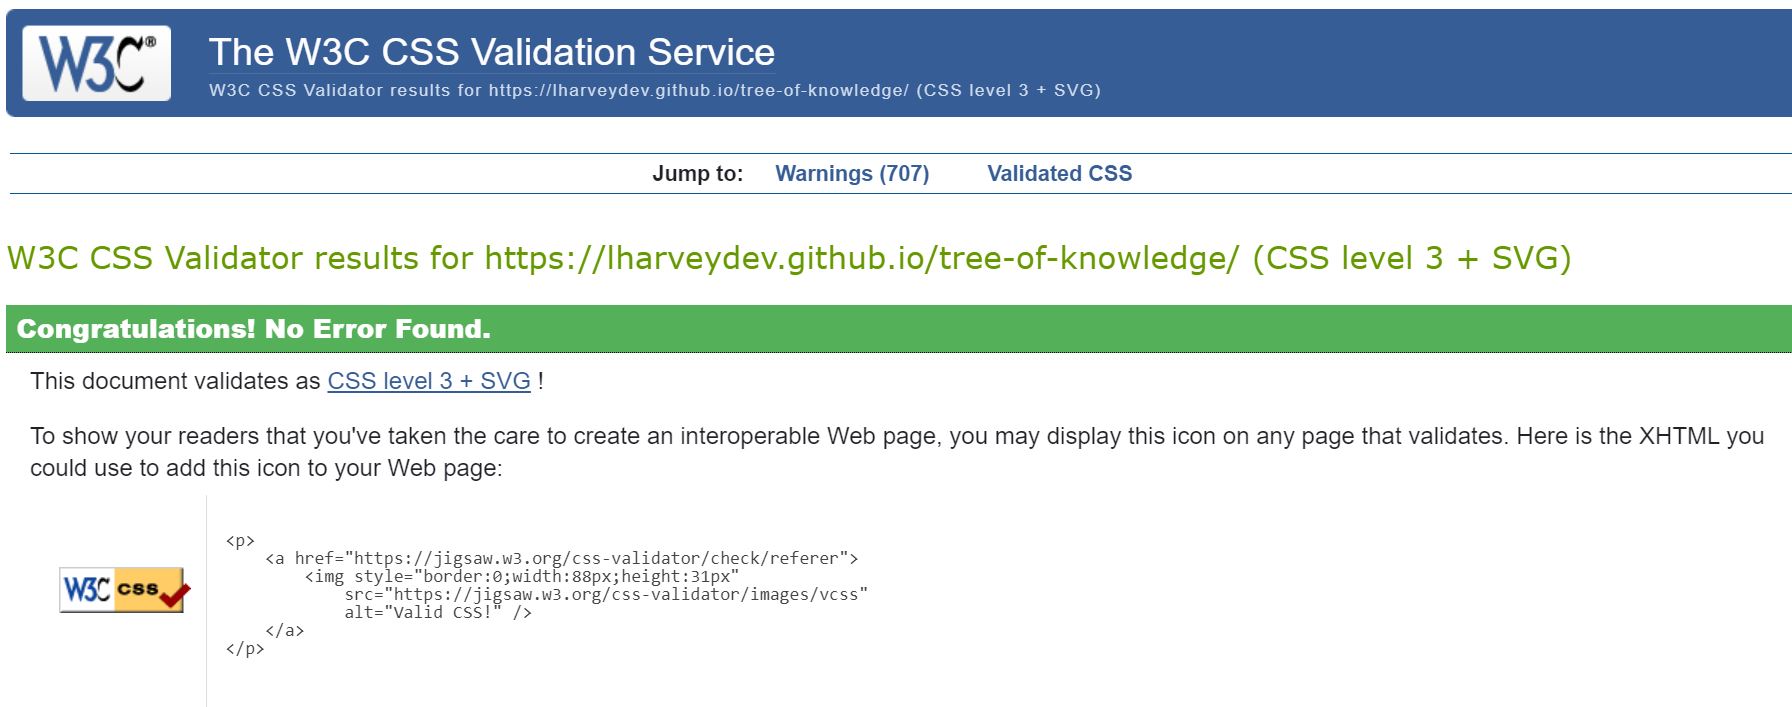 W3C®
The W3C CSS Validation Service
W3C CSS Validator results for https://lharveydev.github.io/tree-of-knowledge/ (CSS level 3 + SVG)
Jump to: Warnings (707) Validated CSS
W3C CSS Validator results for https://lharveydev.github.io/tree-of-knowledge/ (CSS level 3 + SVG)
Congratulations! No Error Found.
This document validates as CSS level 3 + SVG !
To show your readers that you've taken the care to create an interoperable Web page, you may display this icon on any page that validates. Here is the XHTML you
could use to add this icon to your Web page:
W3C css
<p>
    <a href="https://jigsaw.w3.org/css-validator/check/referer">
        <img style="border:0;width:88px;height:31px"
            src="https://jigsaw.w3.org/css-validator/images/vcss"
            alt="Valid CSS!" />
    </a>
</p>